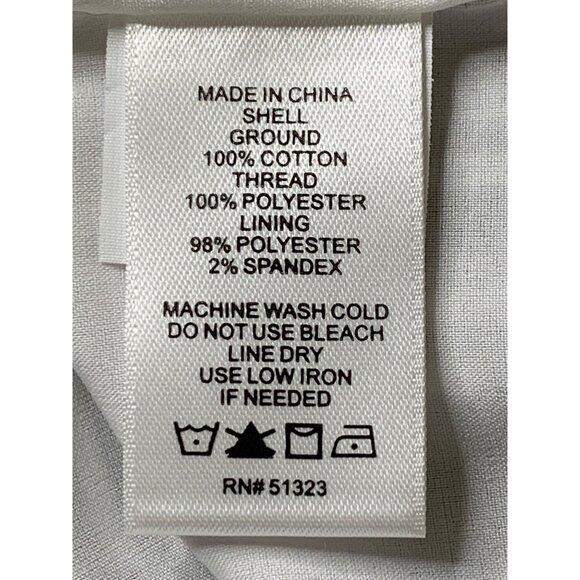 MADE IN CHINA
SHELL
GROUND
100% COTTON
THREAD
100% POLYESTER
LINING
98% POLYESTER
2% SPANDEX
MACHINE WASH COLD
DO NOT USE BLEACH
LINE DRY
USE LOW IRON
IF NEEDED
RN# 51323